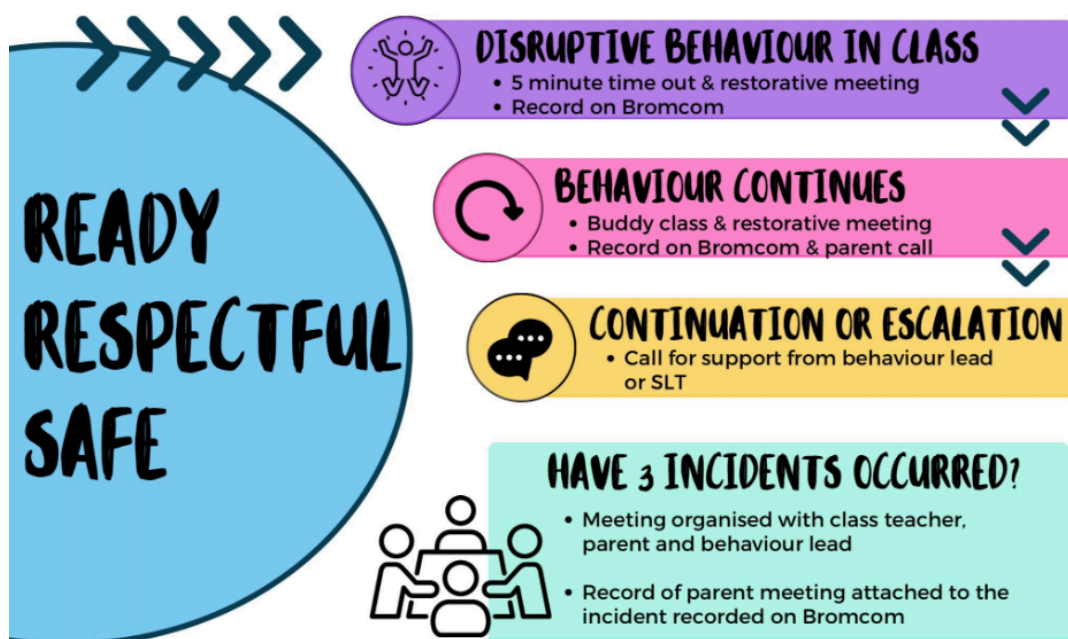 READY
RESPECTFUL
SAFE
DISRUPTIVE BEHAVIOUR IN CLASS
• 5 minute time out & restorative meeting
• Record on Bromcom
BEHAVIOUR CONTINUES
• Buddy class & restorative meeting
• Record on Bromcom & parent call
CONTINUATION OR ESCALATION
• Call for support from behaviour lead
or SLT
HAVE 3 INCIDENTS OCCURRED?
• Meeting organised with class teacher,
parent and behaviour lead
• Record of parent meeting attached to the
incident recorded on Bromcom